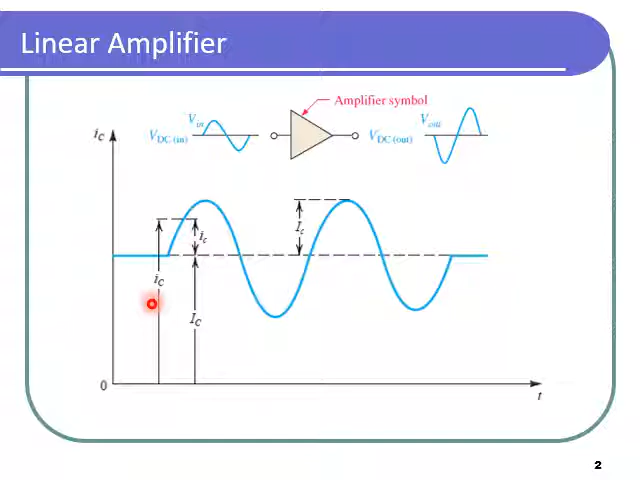 Linear Amplifier
Amplifier symbol
V_in
V_DC (in)
V_DC (out)
V_out
i_C
i_c
I_c
i_C
I_C
0
t
2